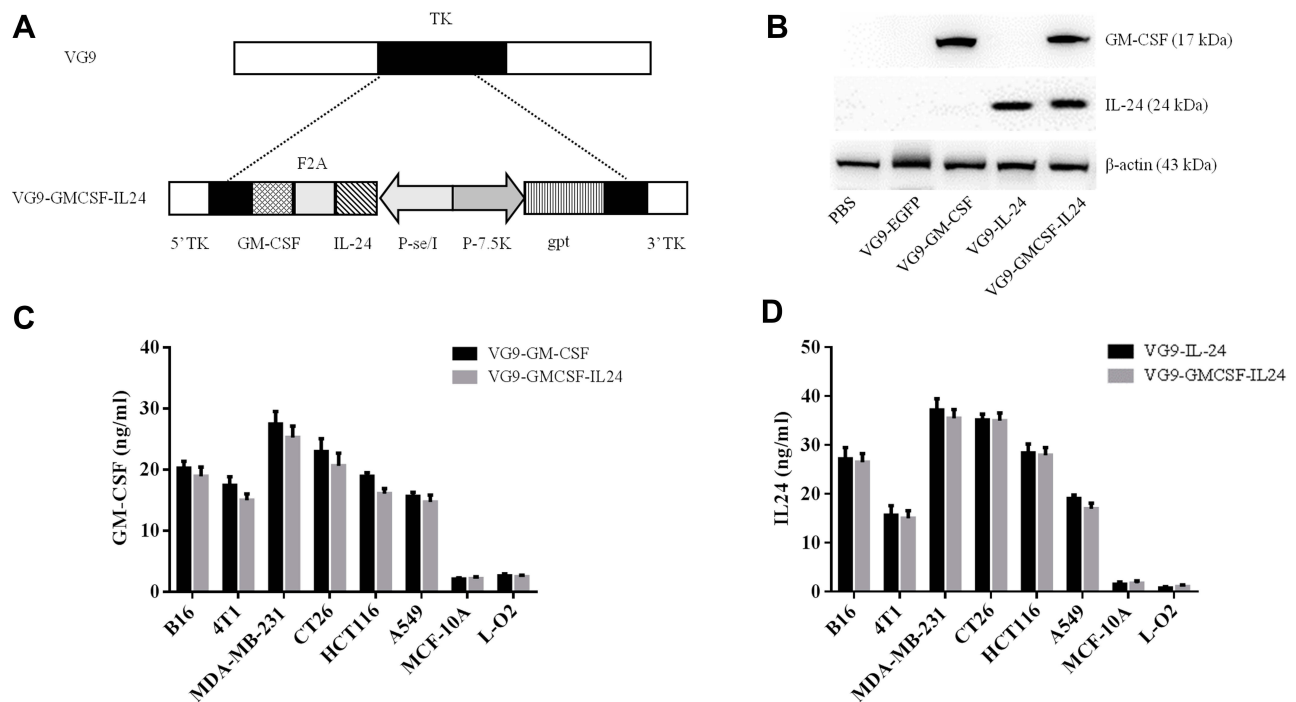 A
TK
VG9
F2A
VG9-GMCSF-IL24
5’TK GM-CSF IL-24 P-se/I P-7.5K gpt 3’TK
B
GM-CSF (17 kDa)
IL-24 (24 kDa)
β-actin (43 kDa)
PBS
VG9-EGFP
VG9-GM-CSF
VG9-IL-24
VG9-GMCSF-IL24
C
VG9-GM-CSF
VG9-GMCSF-IL24
GM-CSF (ng/ml)
40
30
20
10
0
B16
4T1
MDA-MB-231
CT26
HCT116
A549
MCF-10A
L-O2
D
VG9-IL-24
VG9-GMCSF-IL24
IL24 (ng/ml)
50
40
30
20
10
0
B16
4T1
MDA-MB-231
CT26
HCT116
A549
MCF-10A
L-O2